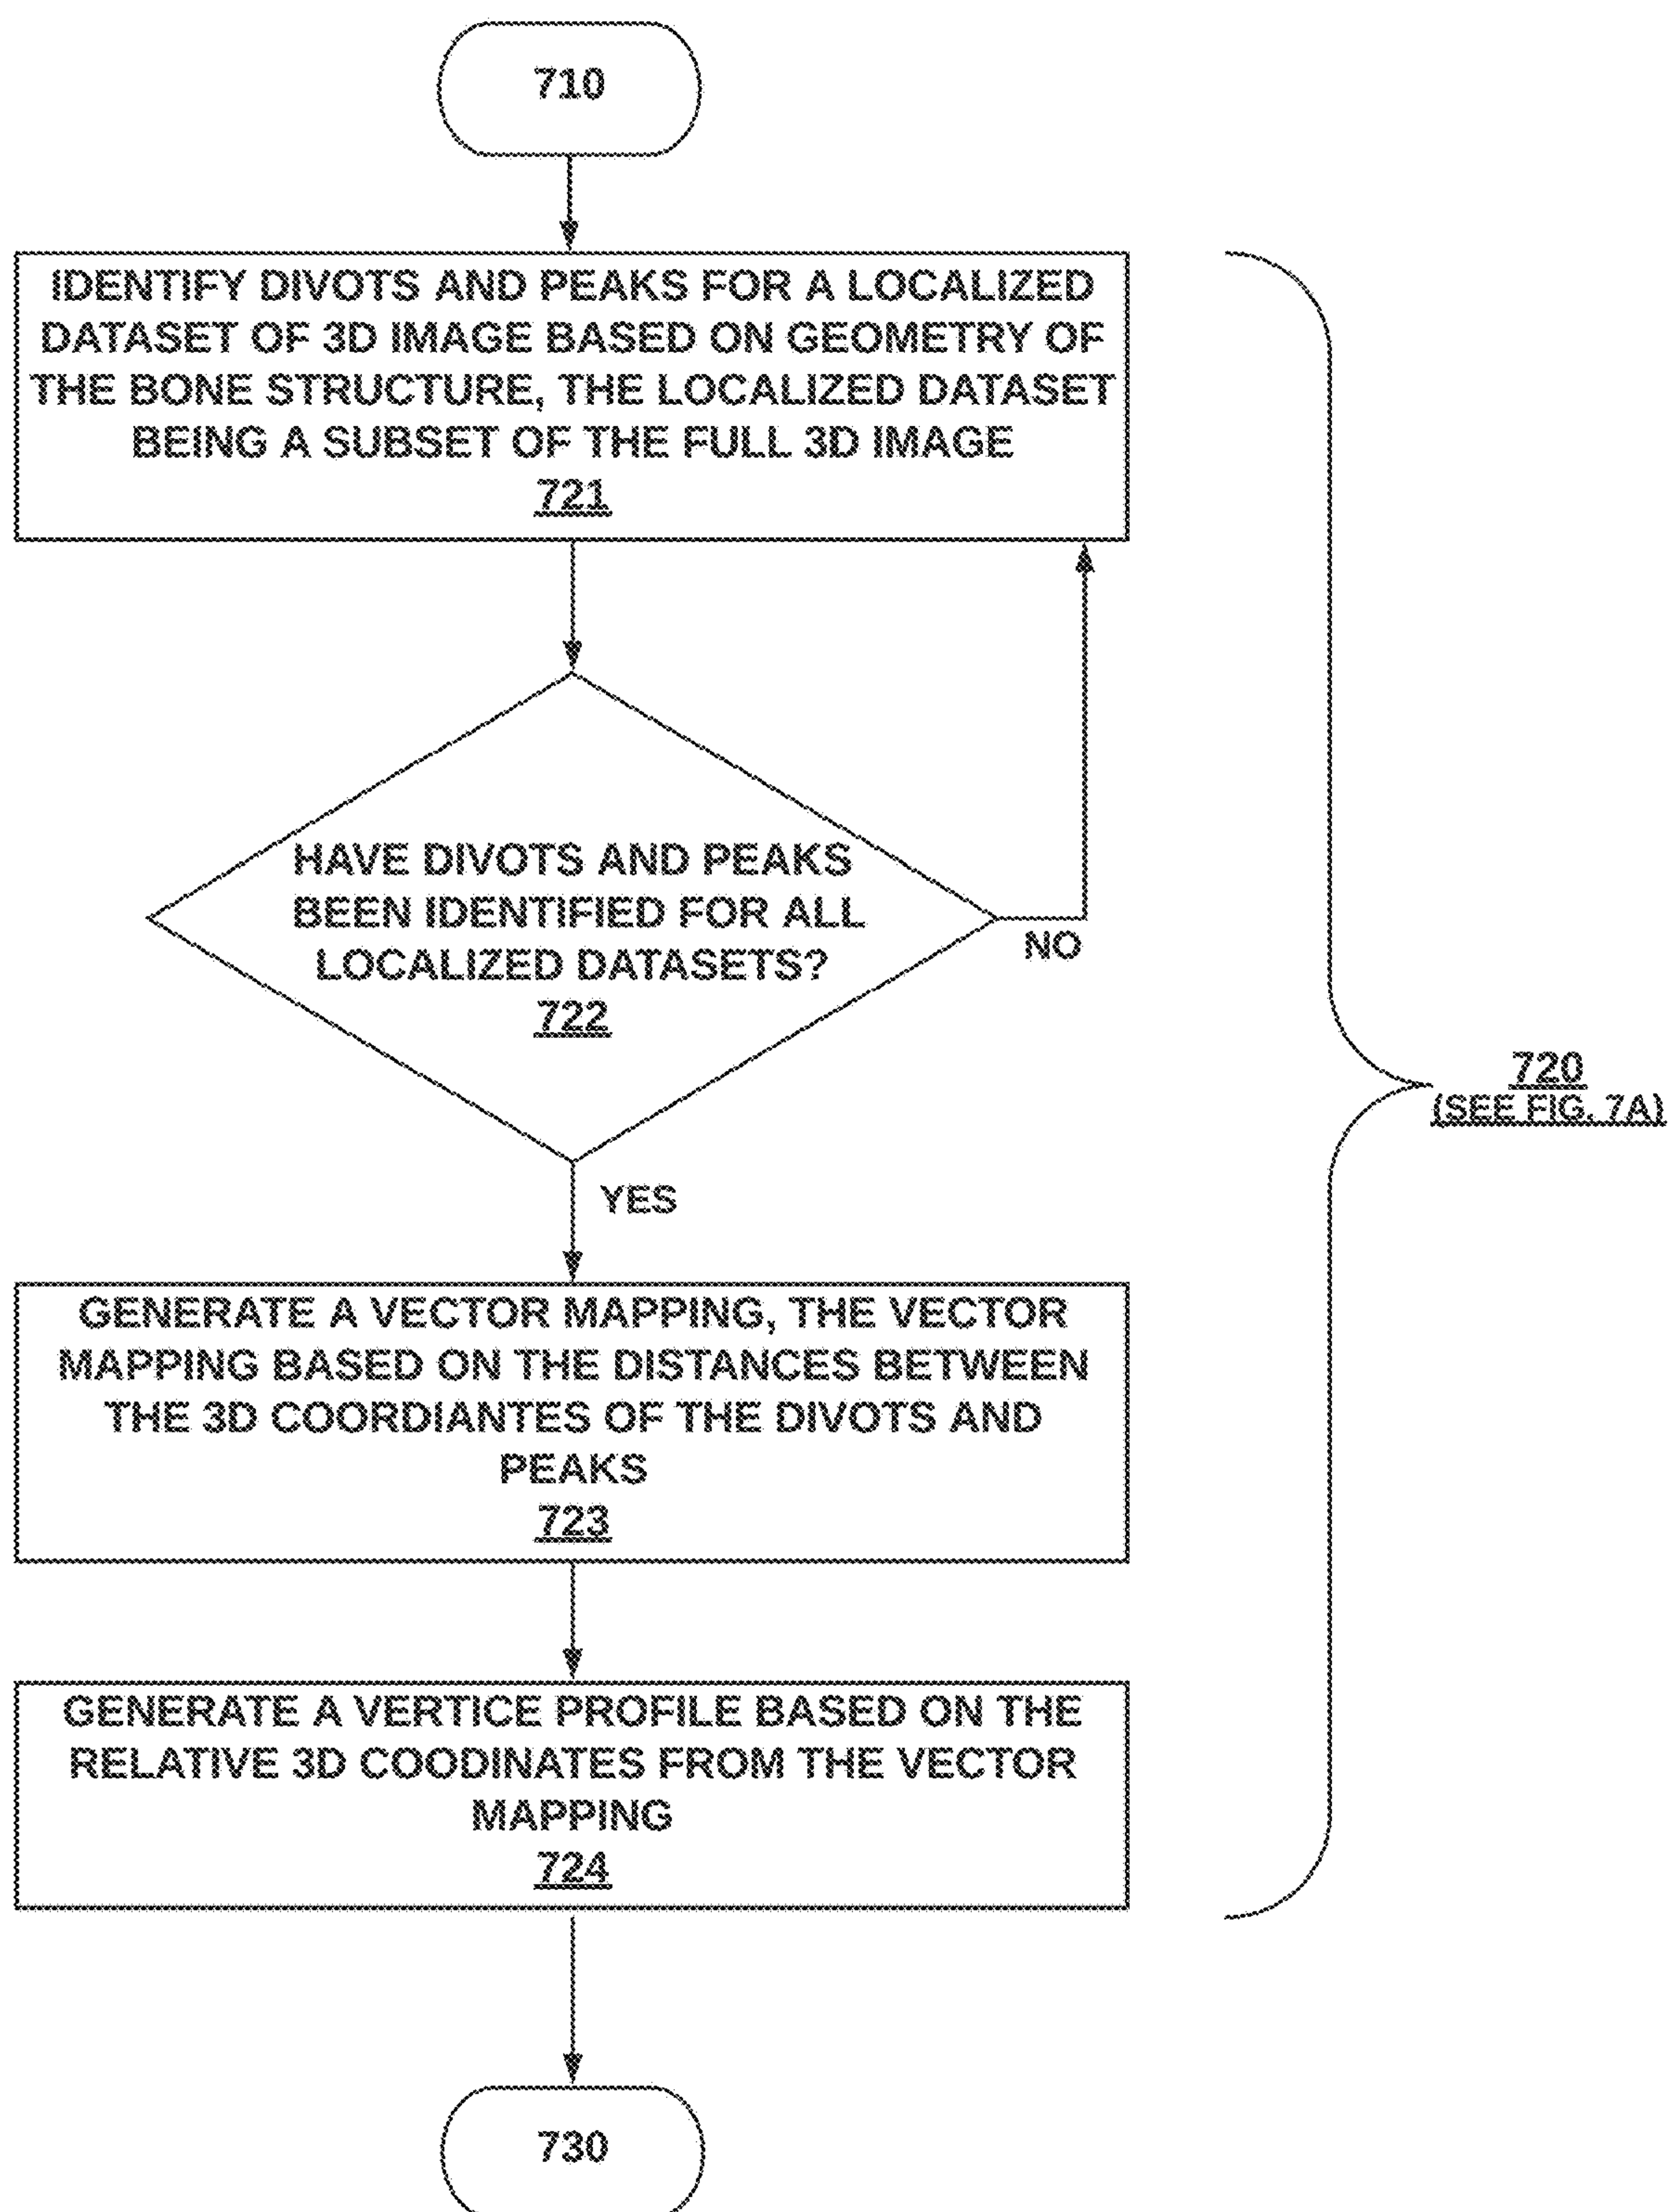 710
IDENTIFY DIVOTS AND PEAKS FOR A LOCALIZED
DATASET OF 3D IMAGE BASED ON GEOMETRY OF
THE BONE STRUCTURE, THE LOCALIZED DATASET
BEING A SUBSET OF THE FULL 3D IMAGE
721
HAVE DIVOTS AND PEAKS
BEEN IDENTIFIED FOR ALL
LOCALIZED DATASETS?
722
NO
720
(SEE FIG. 7A)
YES
GENERATE A VECTOR MAPPING, THE VECTOR
MAPPING BASED ON THE DISTANCES BETWEEN
THE 3D COORDIANTES OF THE DIVOTS AND
PEAKS
723
GENERATE A VERTICE PROFILE BASED ON THE
RELATIVE 3D COODINATES FROM THE VECTOR
MAPPING
724
730